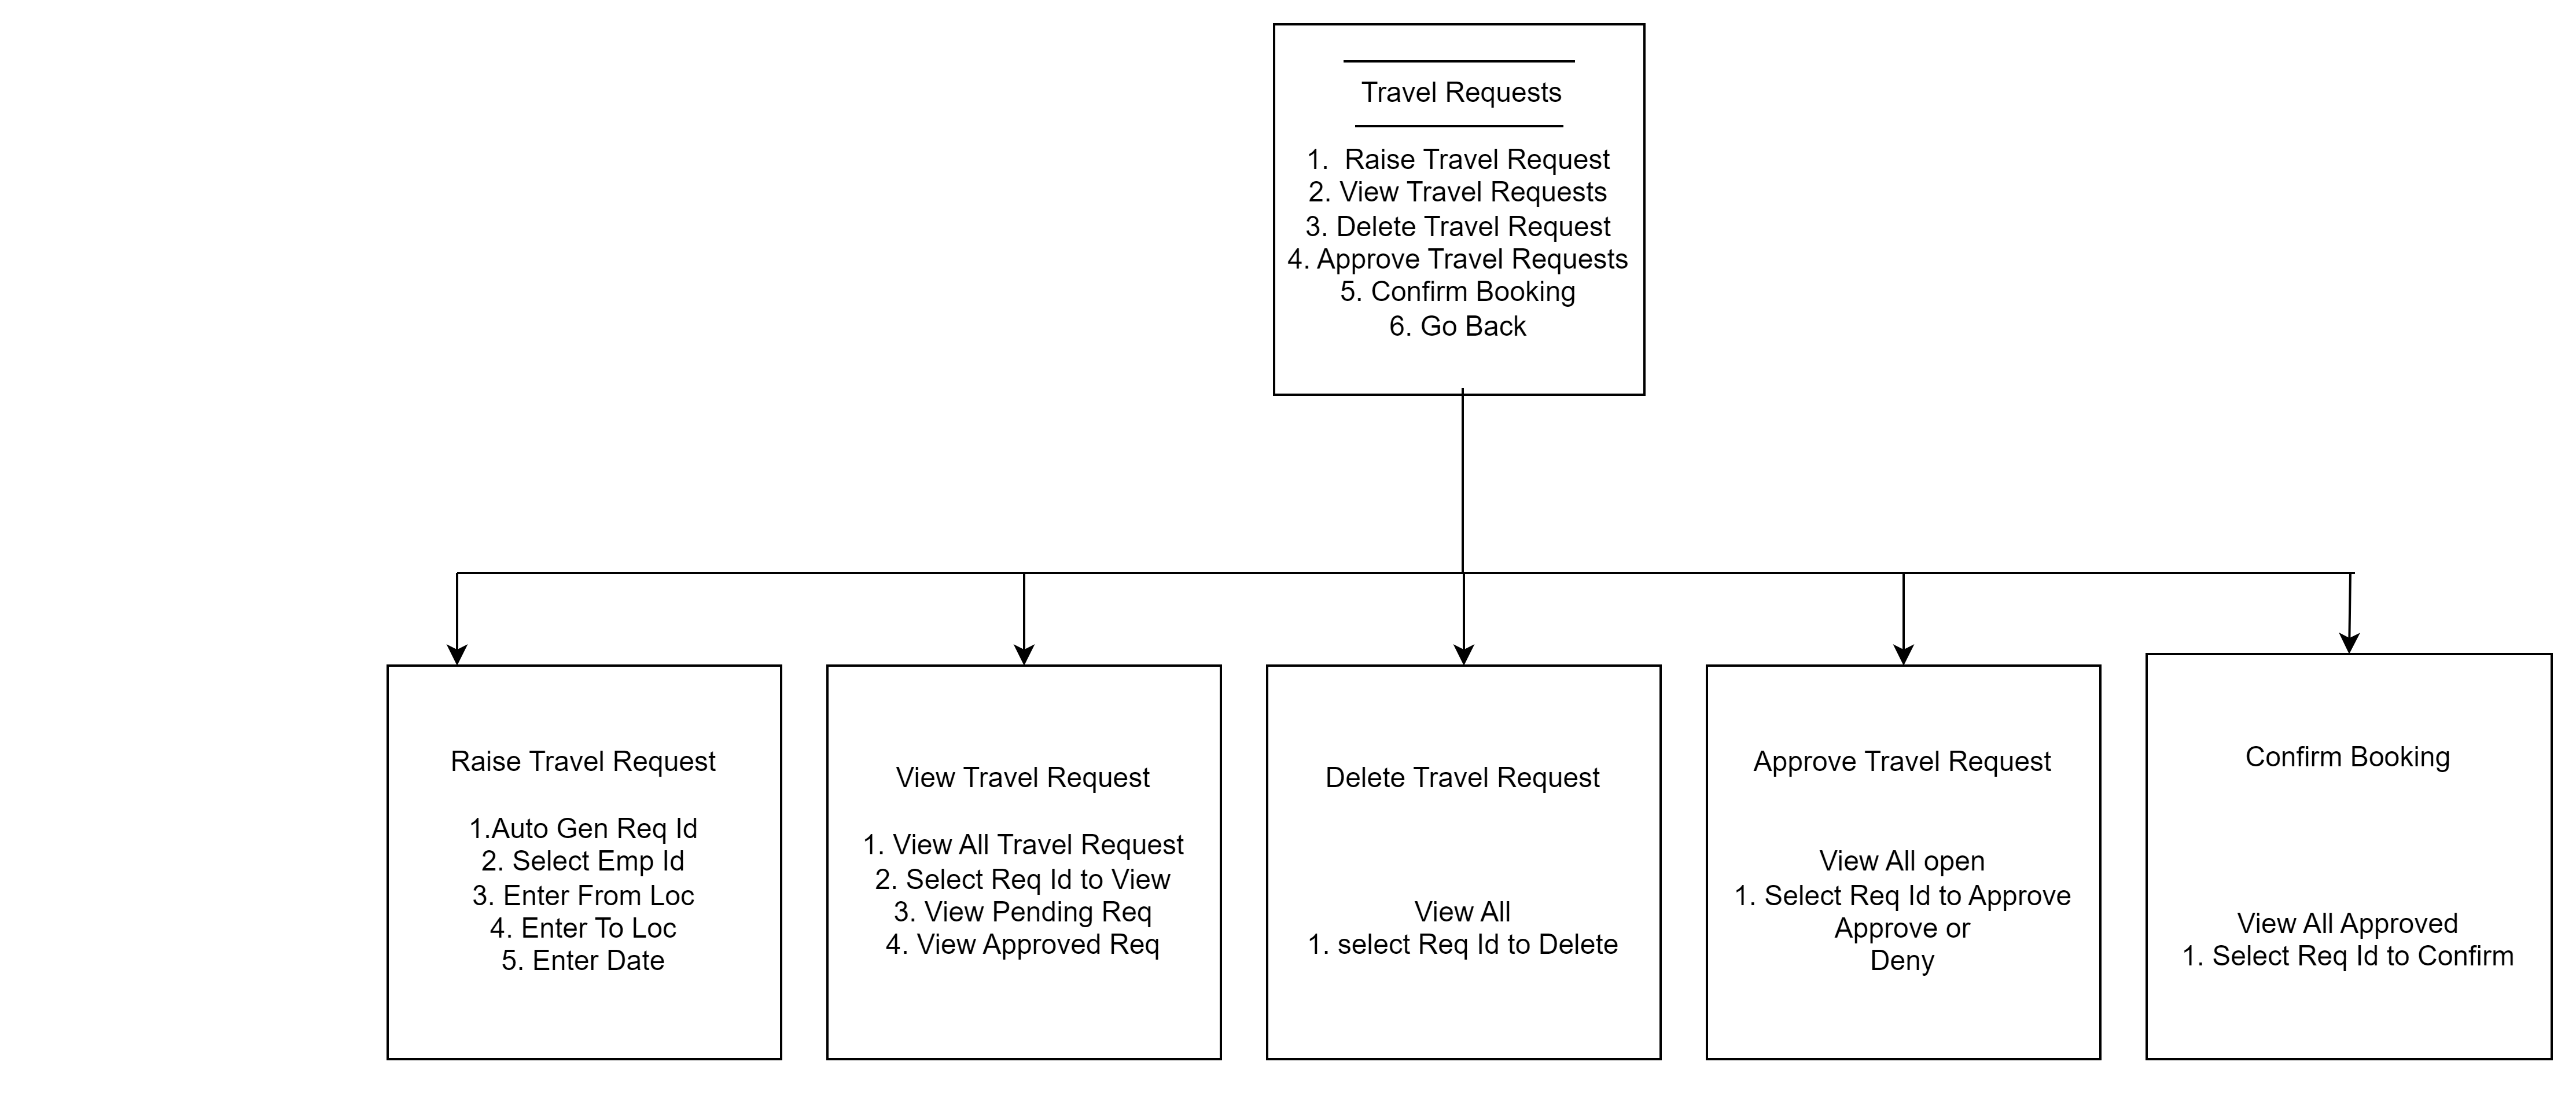 Travel Requests
1.  Raise Travel Request
2. View Travel Requests
3. Delete Travel Request
4. Approve Travel Requests
5. Confirm Booking
6. Go Back
Raise Travel Request
1.Auto Gen Req Id
2. Select Emp Id
3. Enter From Loc
4. Enter To Loc
5. Enter Date
View Travel Request
1. View All Travel Request
2. Select Req Id to View
3. View Pending Req
4. View Approved Req
Delete Travel Request
View All
1. select Req Id to Delete
Approve Travel Request
View All open
1. Select Req Id to Approve
Approve or
Deny
Confirm Booking
View All Approved
1. Select Req Id to Confirm